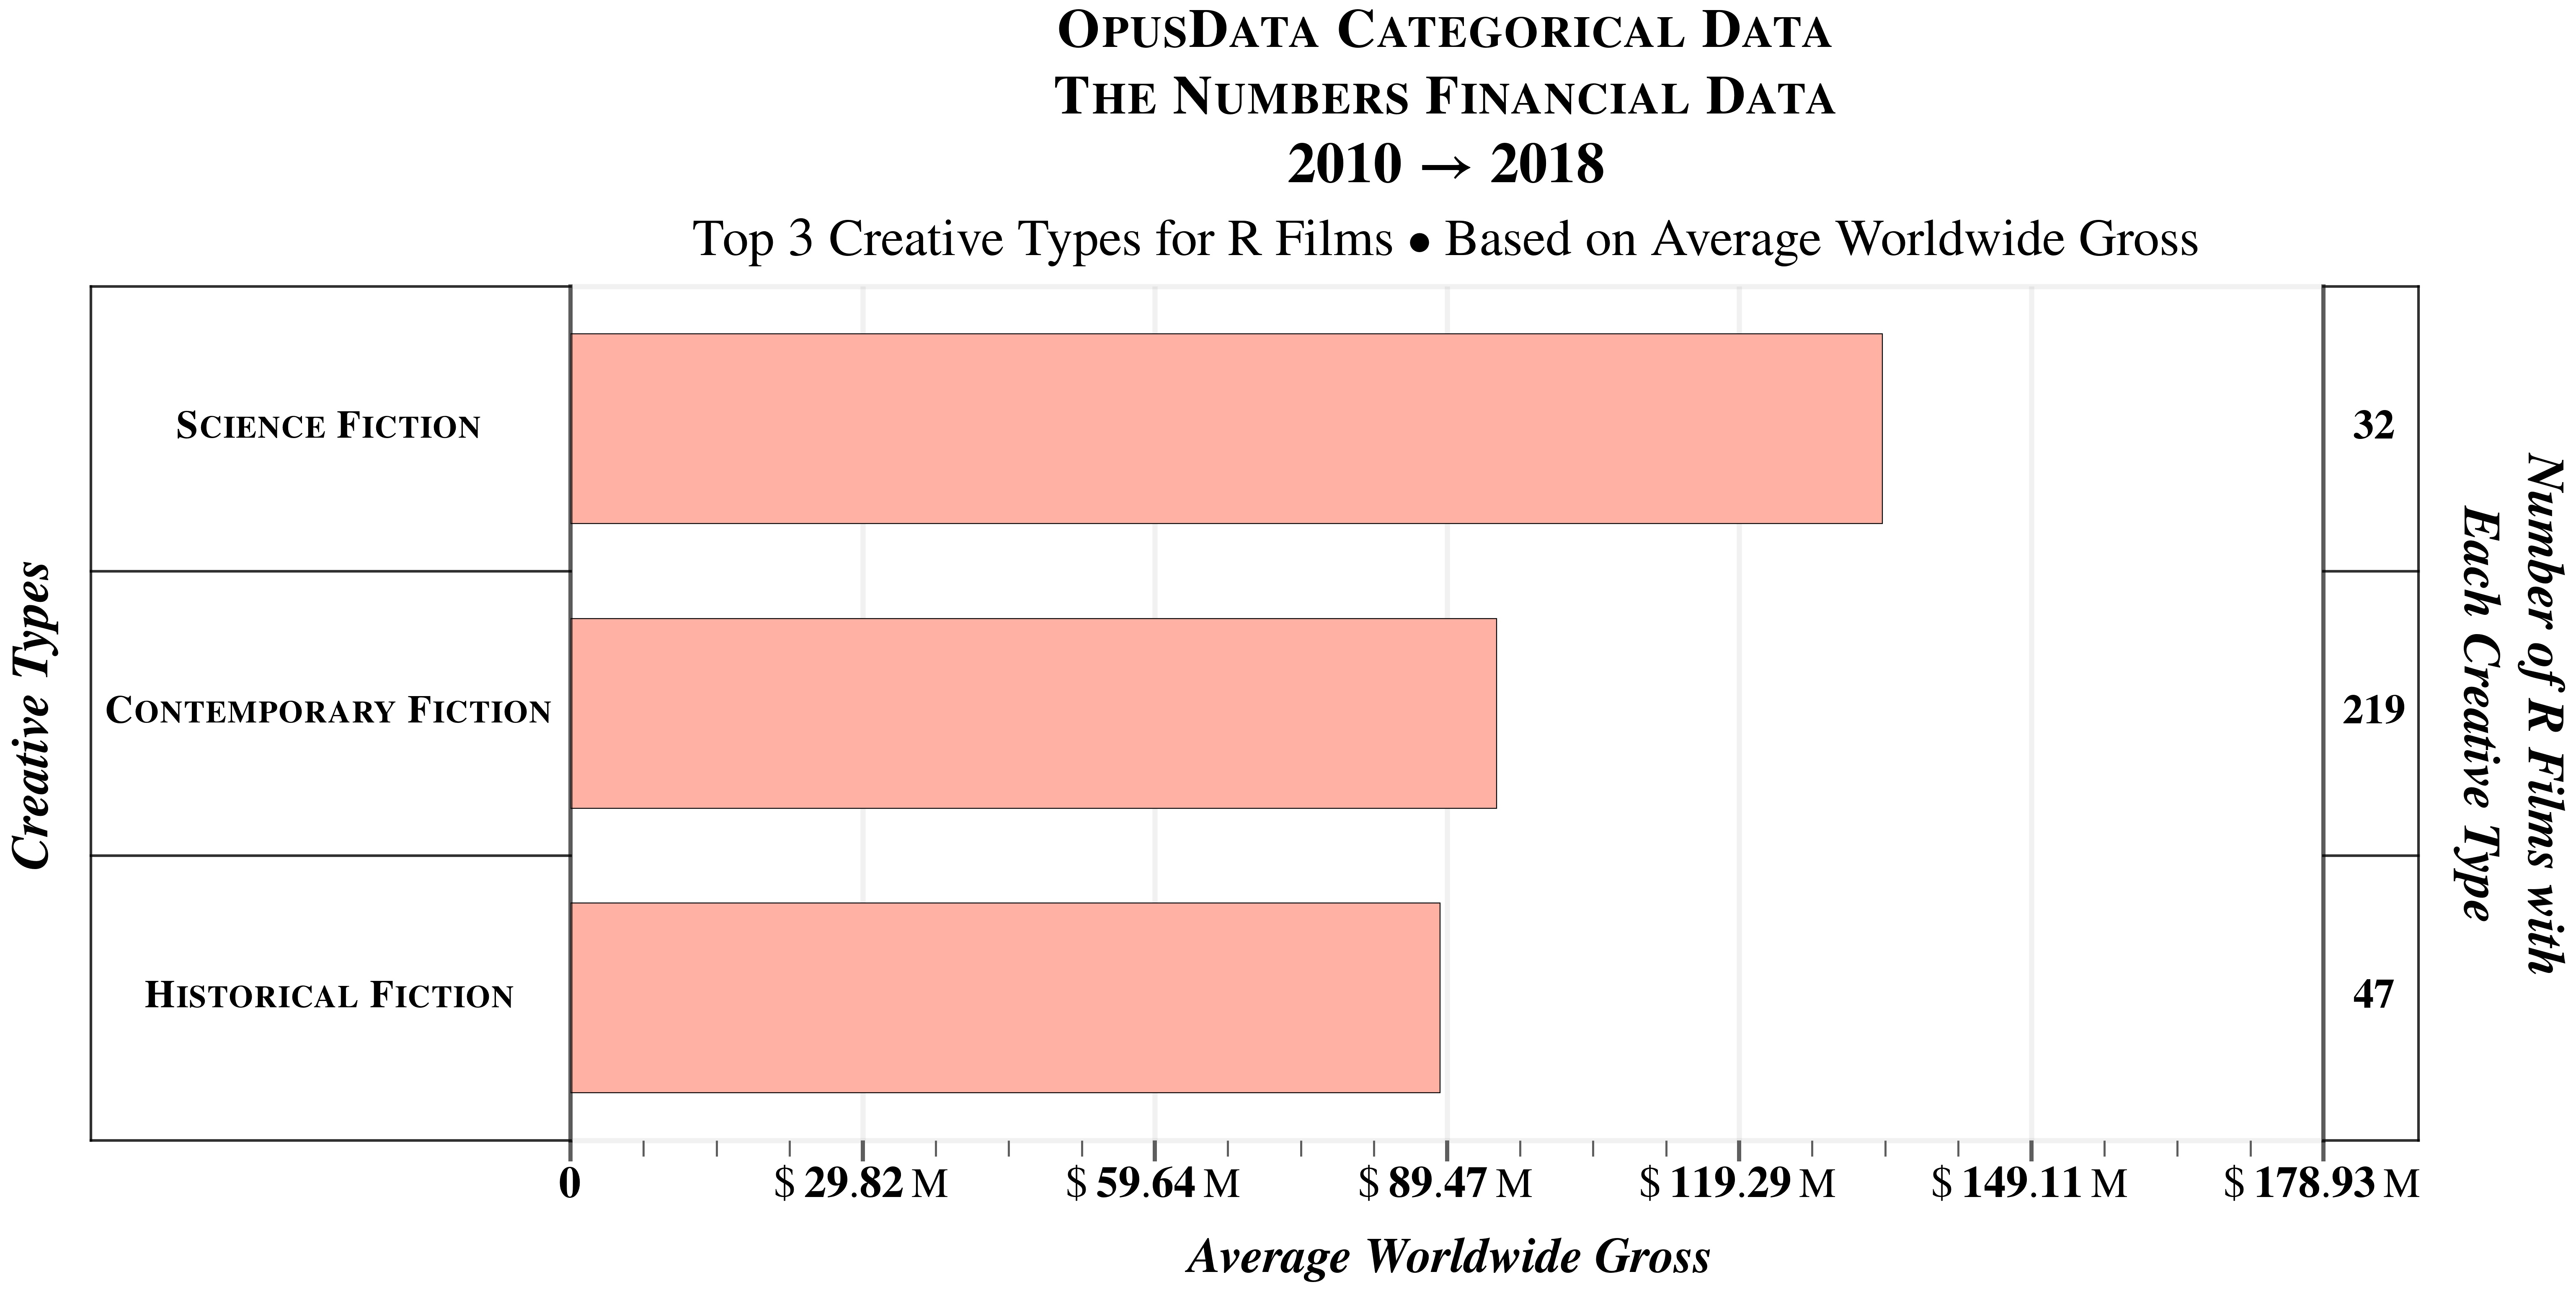 OpusData Categorical Data
The Numbers Financial Data
2010 → 2018
Top 3 Creative Types for R Films • Based on Average Worldwide Gross
Creative Types
Science Fiction
Contemporary Fiction
Historical Fiction
32
219
47
Number of R Films with
Each Creative Type
0
$ 29.82 M
$ 59.64 M
$ 89.47 M
$ 119.29 M
$ 149.11 M
$ 178.93 M
Average Worldwide Gross